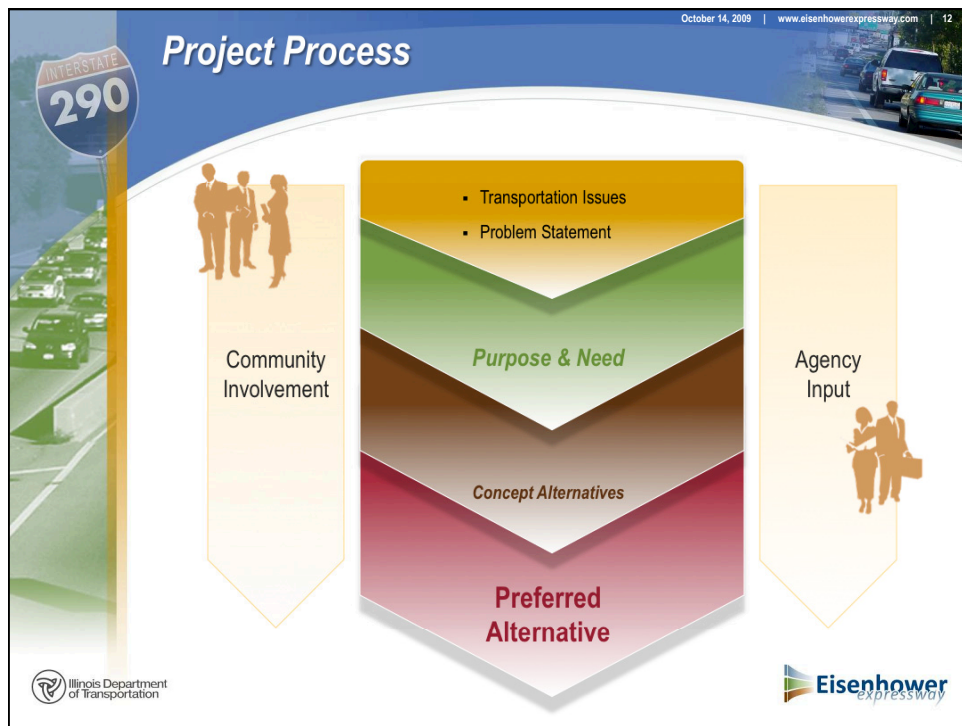 October 14, 2009 | www.eisenhowerexpressway.com | 12
Project Process
INTERSTATE
290
▪ Transportation Issues
▪ Problem Statement
Community
Involvement
Purpose & Need
Agency
Input
Concept Alternatives
Preferred
Alternative
Illinois Department
of Transportation
Eisenhower
expressway